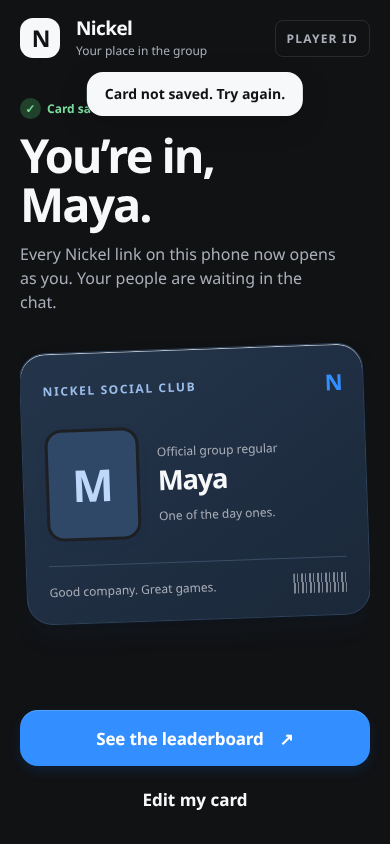 N
Nickel
Your place in the group
PLAYER ID
Card not saved. Try again.
✓ Card
You’re in,
Maya.
Every Nickel link on this phone now opens
as you. Your people are waiting in the
chat.
NICKEL SOCIAL CLUB
N
M
Official group regular
Maya
One of the day ones.
Good company. Great games.
See the leaderboard ↗
Edit my card